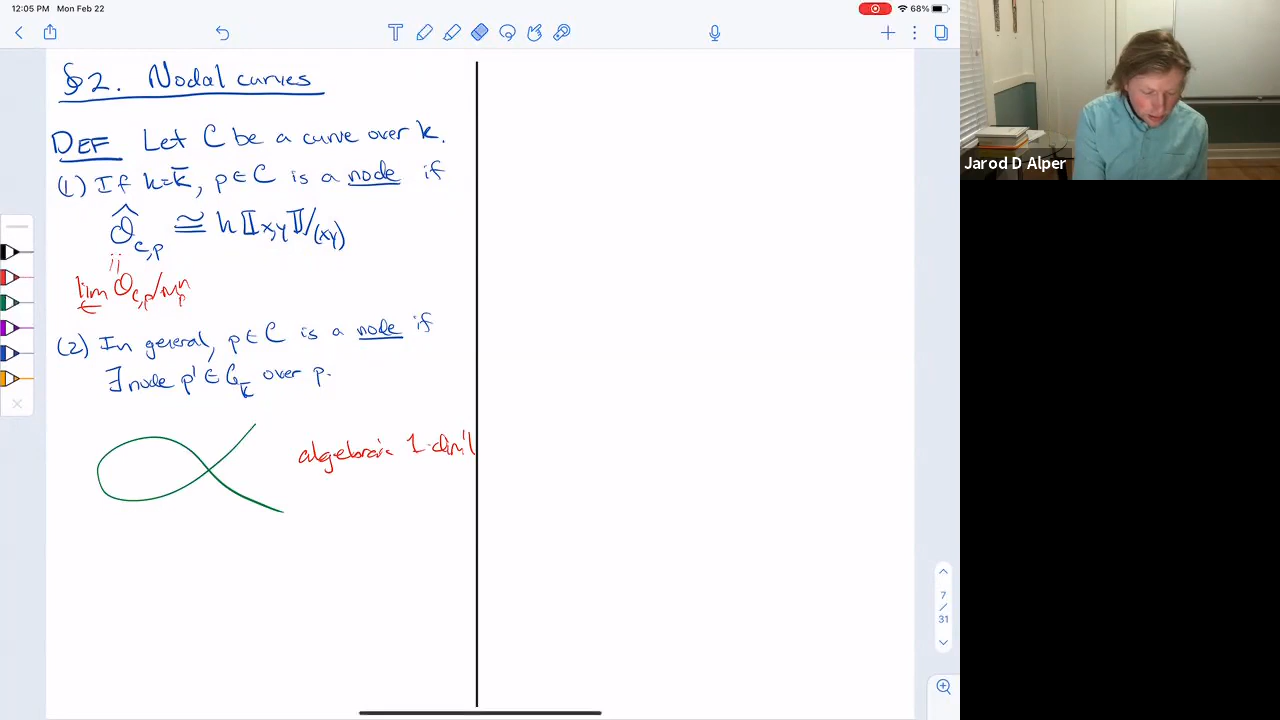 12:05 PM Mon Feb 22
68%
§2. Nodal curves
DEF Let C be a curve over k.
(1) If k=k̄, p∈C is a node if
Ô_{C,p} ≅ k⟦x,y⟧/(xy)
lim O_{C,p}/m_p^n
←
(2) In general, p∈C is a node if
∃ node p'∈C_k̄ over p.
algebraic 1-dim'l
Jarod D Alper
7
/
31